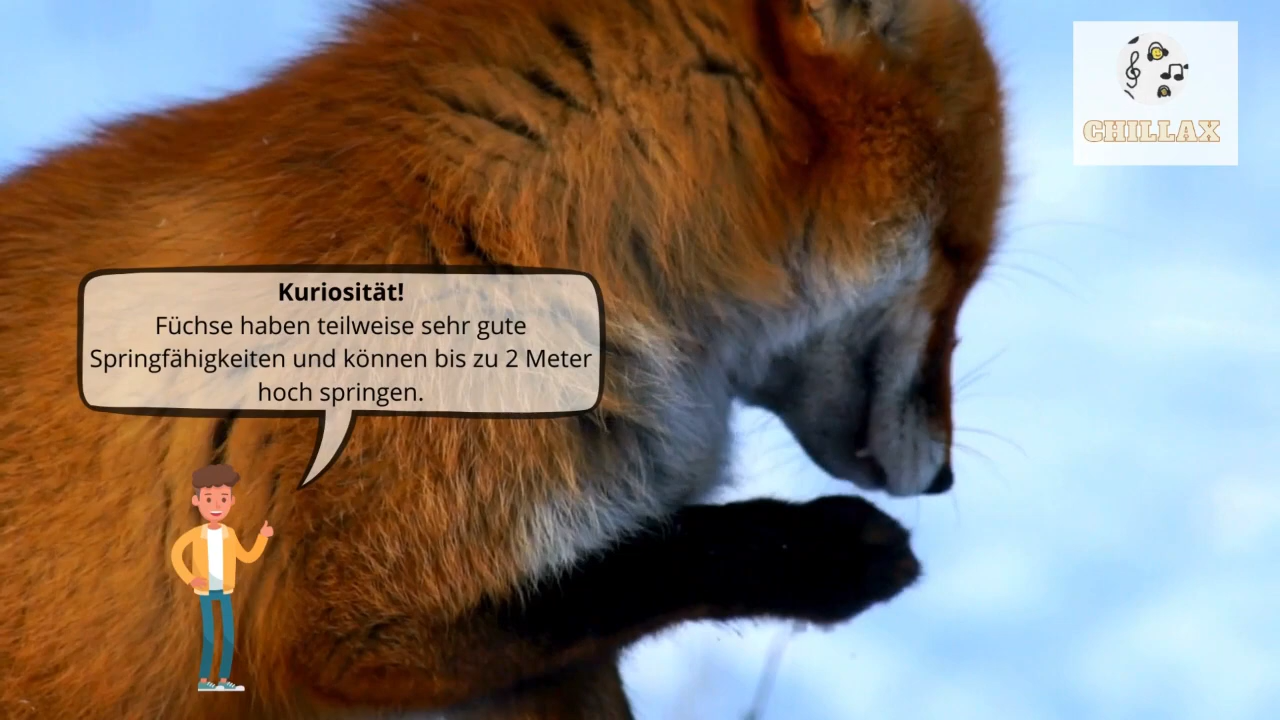 CHILLAX
Kuriosität!
Füchse haben teilweise sehr gute
Springfähigkeiten und können bis zu 2 Meter
hoch springen.